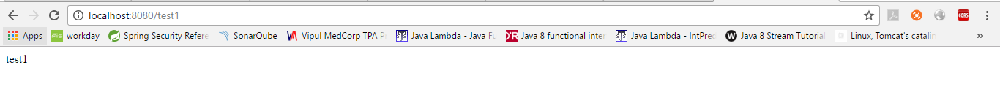 localhost:8080/test1
CORS
Apps workday Spring Security Refere SonarQube Vipul MedCorp TPA P Java Lambda - Java Fu Java 8 functional inter Java Lambda - IntPred Java 8 Stream Tutorial Linux, Tomcat's catalin »
test1